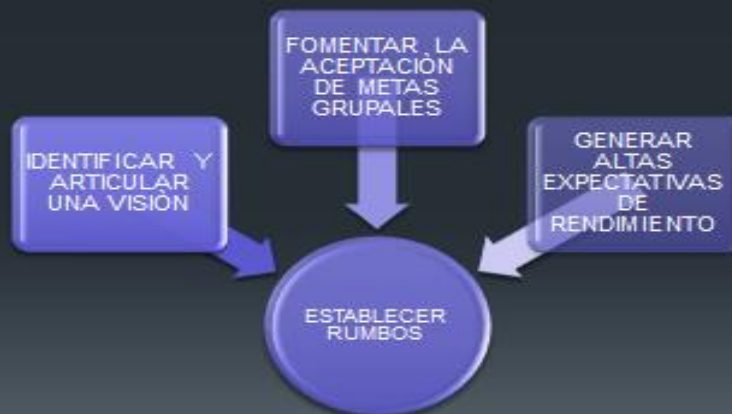 FOMENTAR LA
ACEPTACIÒN
DE METAS
GRUPALES
IDENTIFICAR Y
ARTICULAR
UNA VISIÒN
GENERAR
ALTAS
EXPECTATIVAS
DE
RENDIMIENTO
ESTABLECER
RUMBOS